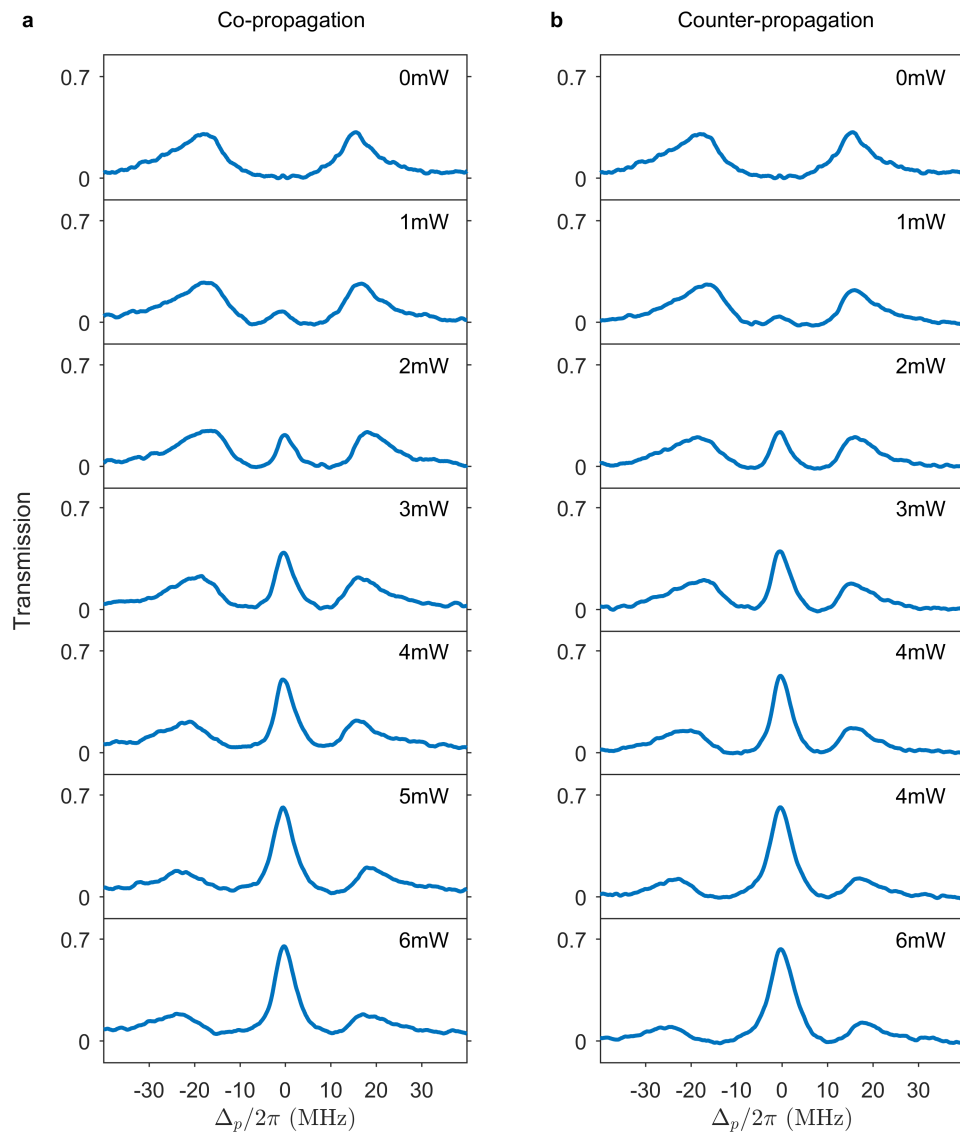 a Co-propagation
0.7 0mW
0
0.7 1mW
0
0.7 2mW
0
0.7 3mW
0
0.7 4mW
0
0.7 5mW
0
0.7 6mW
0
-30 -20 -10 0 10 20 30
Δ_p/2π (MHz)
Transmission
b Counter-propagation
0.7 0mW
0
0.7 1mW
0
0.7 2mW
0
0.7 3mW
0
0.7 4mW
0
0.7 4mW
0
0.7 6mW
0
-30 -20 -10 0 10 20 30
Δ_p/2π (MHz)